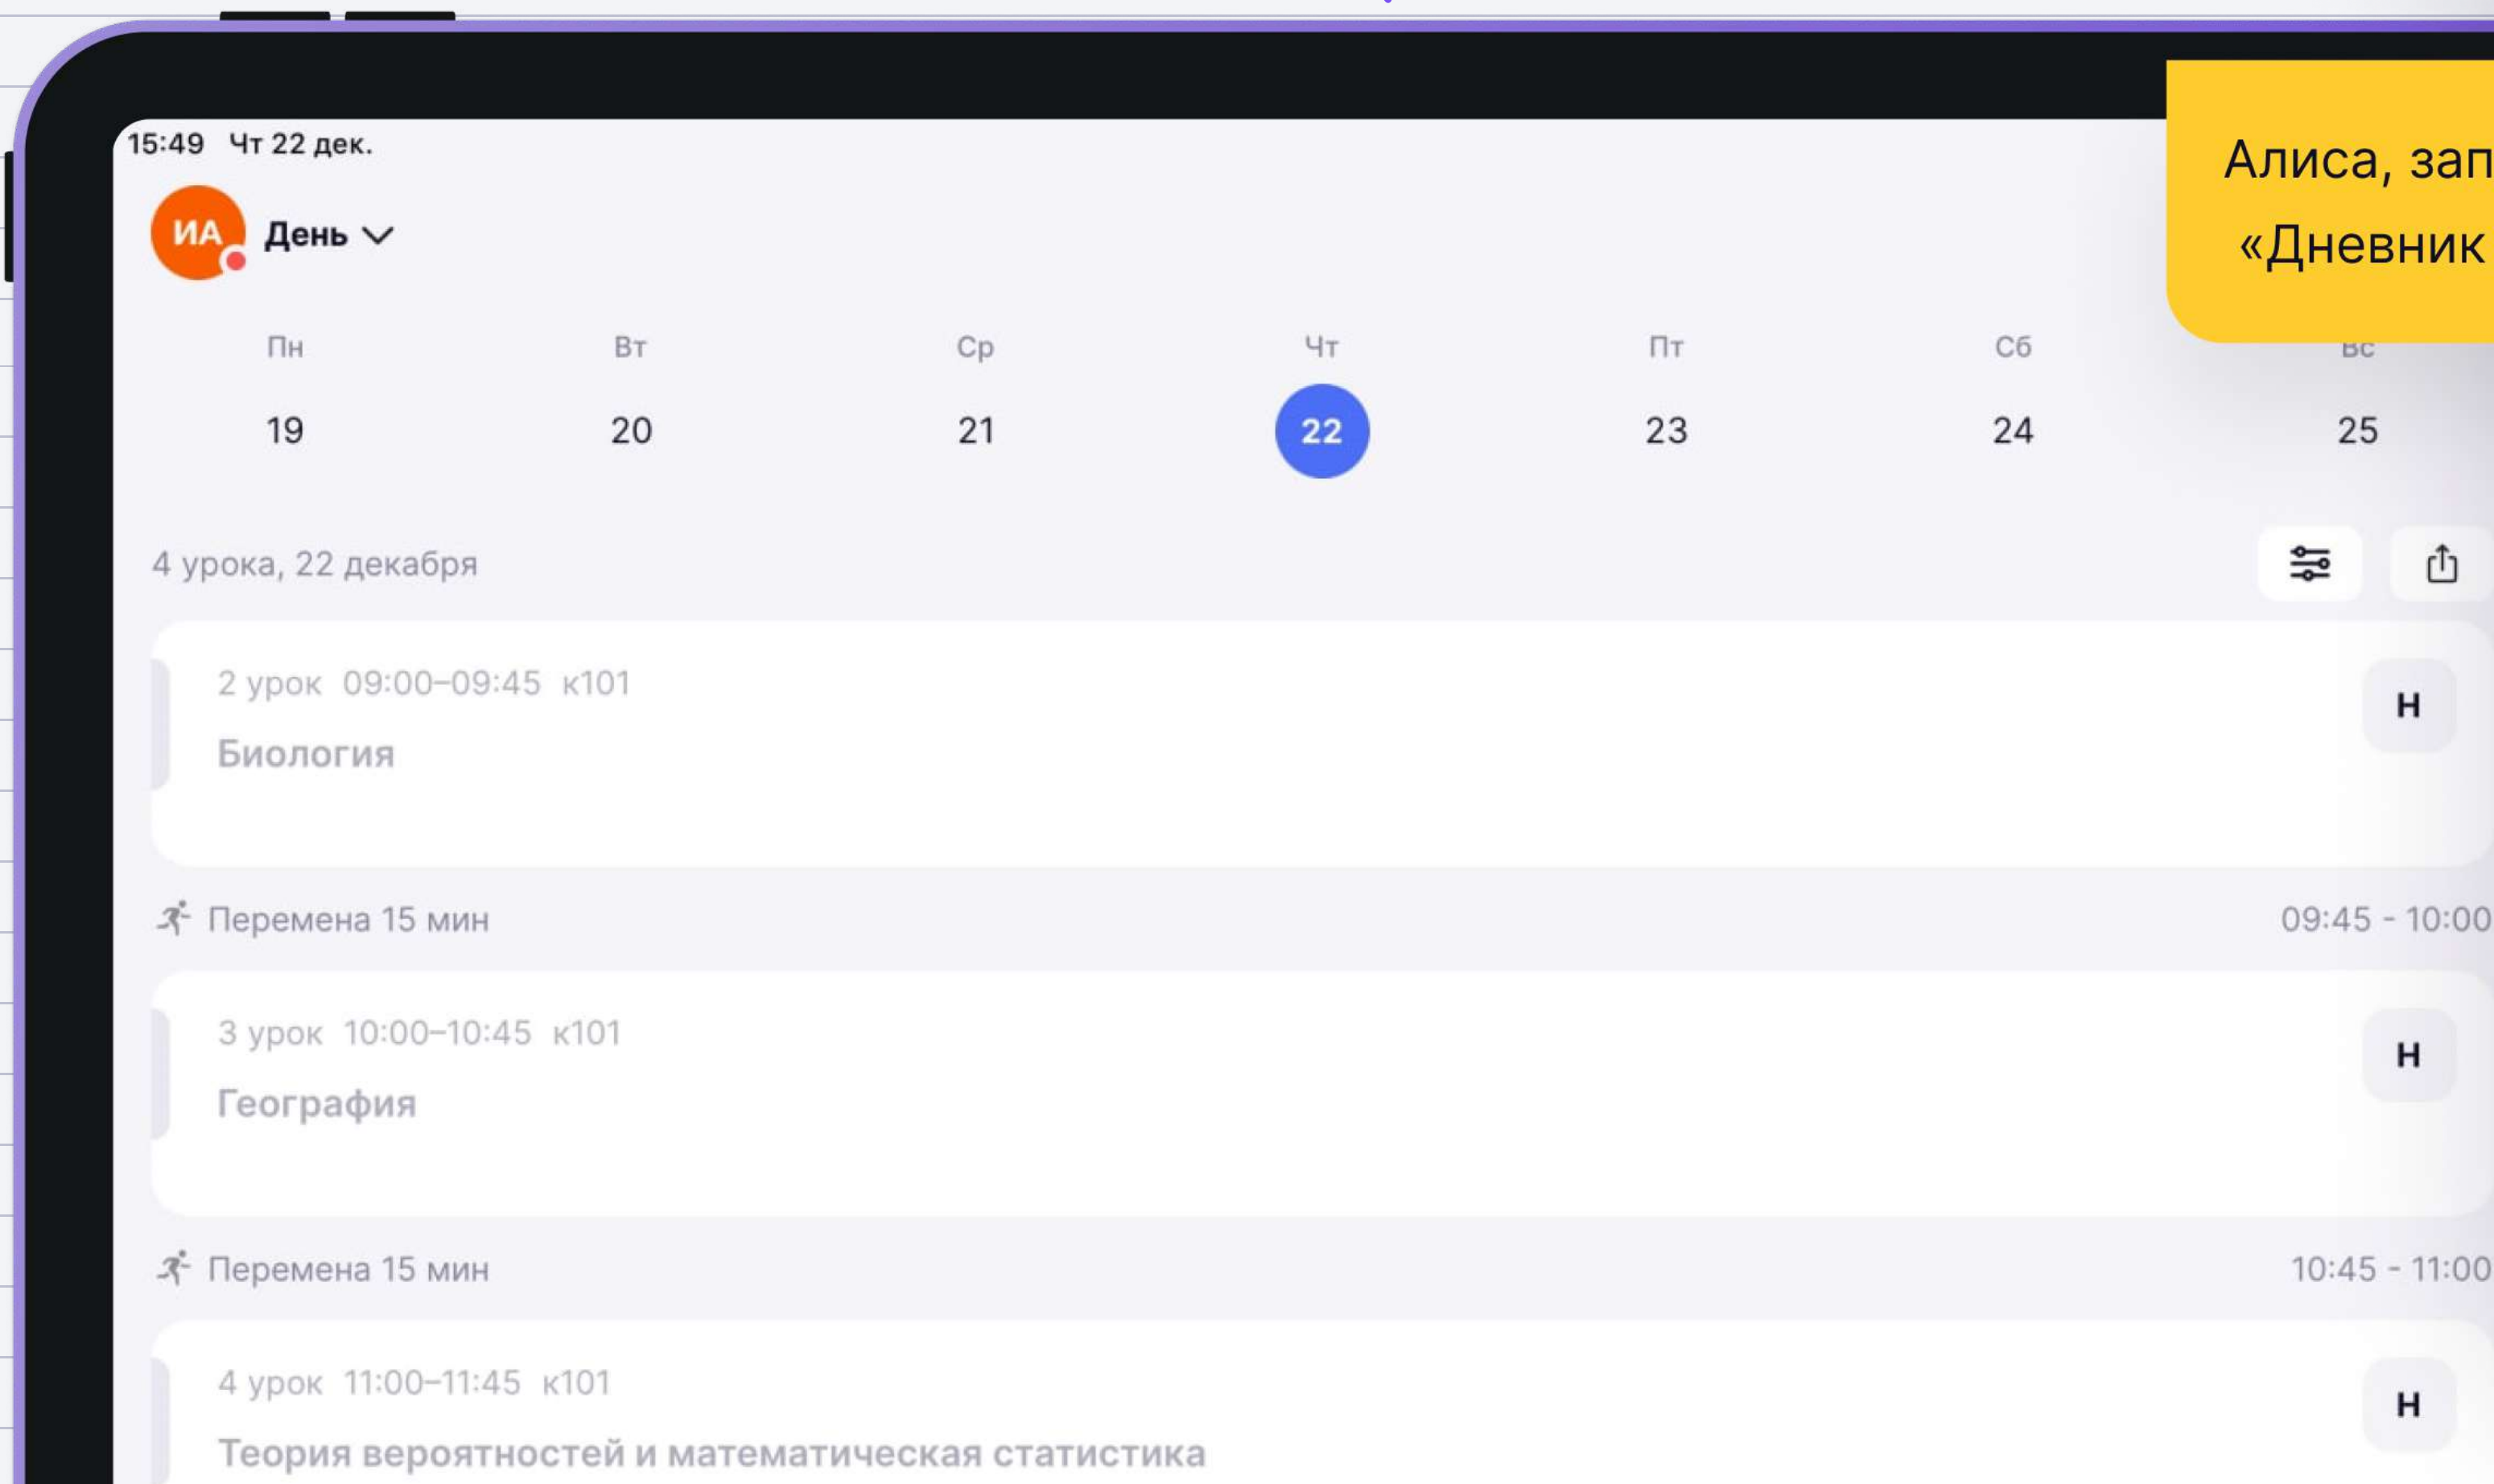 15:49 Чт 22 дек.
Алиса, зап
«Дневник
ИА День
Пн Вт Ср Чт Пт Сб Вс
19 20 21 22 23 24 25
4 урока, 22 декабря
2 урок 09:00–09:45 к101
Н
Биология
Перемена 15 мин 09:45 - 10:00
3 урок 10:00–10:45 к101
Н
География
Перемена 15 мин 10:45 - 11:00
4 урок 11:00–11:45 к101
Н
Теория вероятностей и математическая статистика